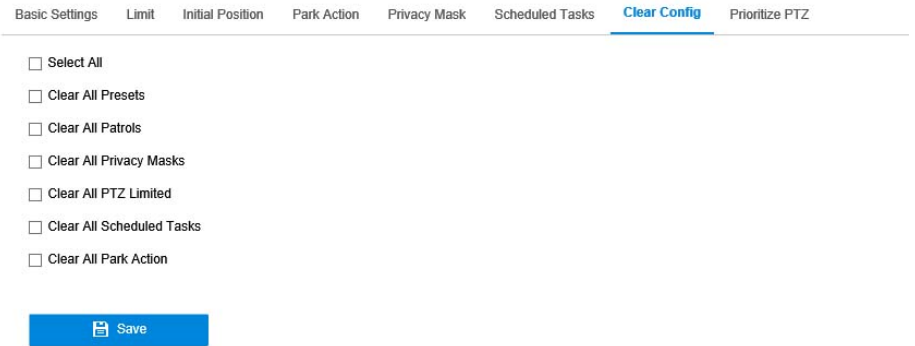 Basic Settings Limit Initial Position Park Action Privacy Mask Scheduled Tasks Clear Config Prioritize PTZ
Select All
Clear All Presets
Clear All Patrols
Clear All Privacy Masks
Clear All PTZ Limited
Clear All Scheduled Tasks
Clear All Park Action
Save